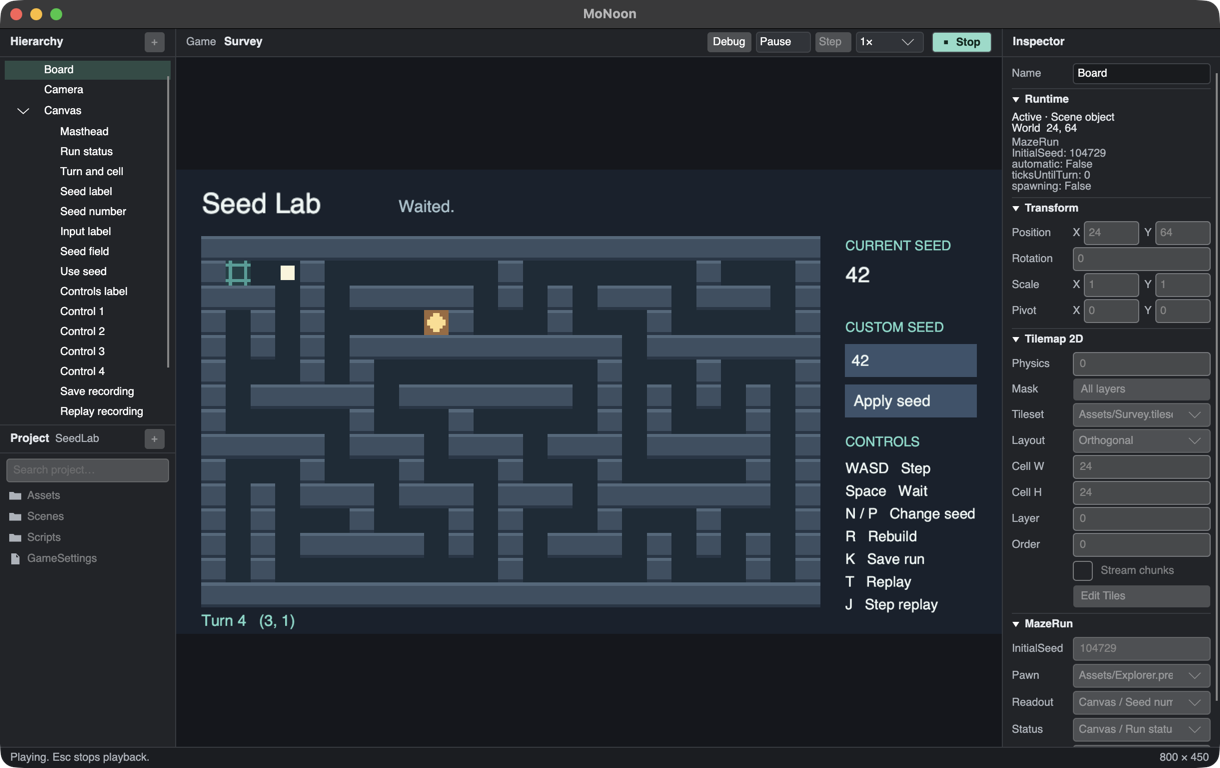 MoNoon
Hierarchy
+
Board
Camera
Canvas
Masthead
Run status
Turn and cell
Seed label
Seed number
Input label
Seed field
Use seed
Controls label
Control 1
Control 2
Control 3
Control 4
Save recording
Replay recording
Project SeedLab
+
Search project...
Assets
Scenes
Scripts
GameSettings
Game Survey
Debug Pause Step 1× Stop
Seed Lab Waited.
CURRENT SEED
42
CUSTOM SEED
42
Apply seed
CONTROLS
WASD Step
Space Wait
N / P Change seed
R Rebuild
K Save run
T Replay
J Step replay
Turn 4 (3, 1)
Inspector
Name Board
Runtime
Active · Scene object
World 24, 64
MazeRun
InitialSeed: 104729
automatic: False
ticksUntilTurn: 0
spawning: False
Transform
Position X 24 Y 64
Rotation 0
Scale X 1 Y 1
Pivot X 0 Y 0
Tilemap 2D
Physics 0
Mask All layers
Tileset Assets/Survey.tiles
Layout Orthogonal
Cell W 24
Cell H 24
Layer 0
Order 0
Stream chunks
Edit Tiles
MazeRun
InitialSeed 104729
Pawn Assets/Explorer.pre
Readout Canvas / Seed num
Status Canvas / Run statu
Playing. Esc stops playback.
800 × 450